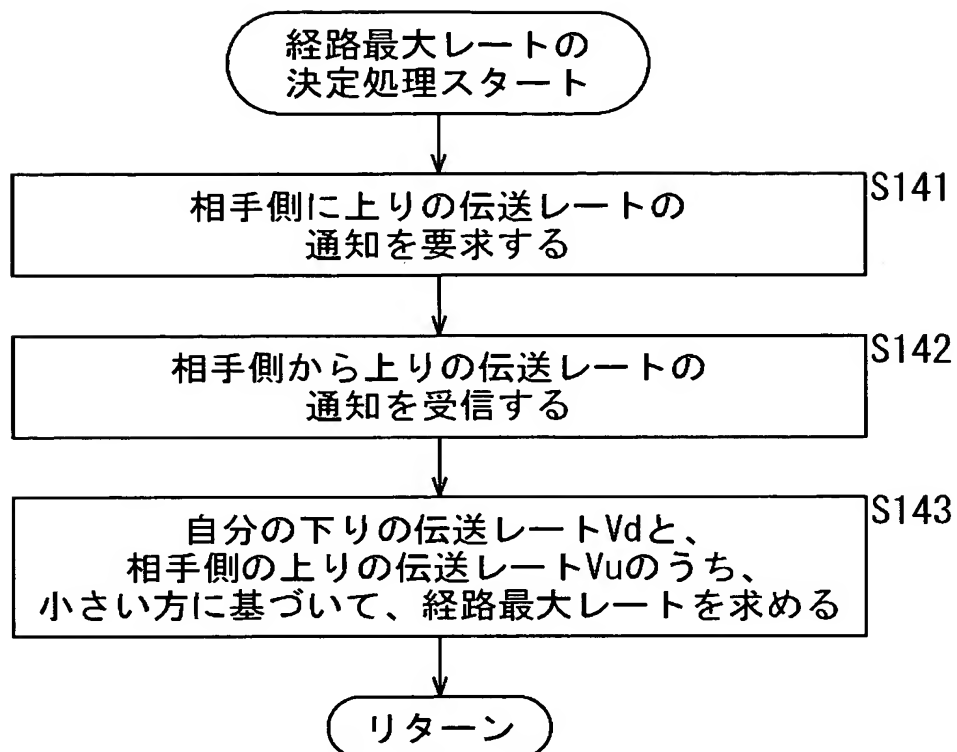 経路最大レートの
決定処理スタート
S141
相手側に上りの伝送レートの
通知を要求する
S142
相手側から上りの伝送レートの
通知を受信する
S143
自分の下りの伝送レートVdと、
相手側の上りの伝送レートVuのうち、
小さい方に基づいて、経路最大レートを求める
リターン